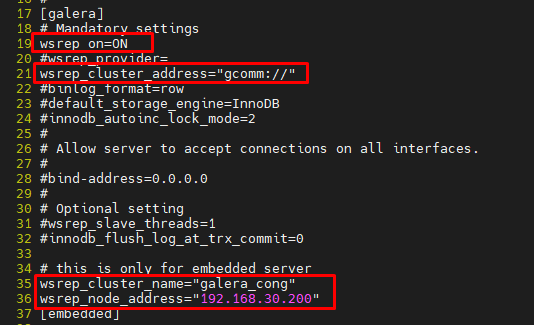 17 [galera]
18 # Mandatory settings
19 wsrep_on=ON
20 #wsrep_provider=
21 wsrep_cluster_address="gcomm://"
22 #binlog_format=row
23 #default_storage_engine=InnoDB
24 #innodb_autoinc_lock_mode=2
25 #
26 # Allow server to accept connections on all interfaces.
27 #
28 #bind-address=0.0.0.0
29 #
30 # Optional setting
31 #wsrep_slave_threads=1
32 #innodb_flush_log_at_trx_commit=0
33
34 # this is only for embedded server
35 wsrep_cluster_name="galera_cong"
36 wsrep_node_address="192.168.30.200"
37 [embedded]